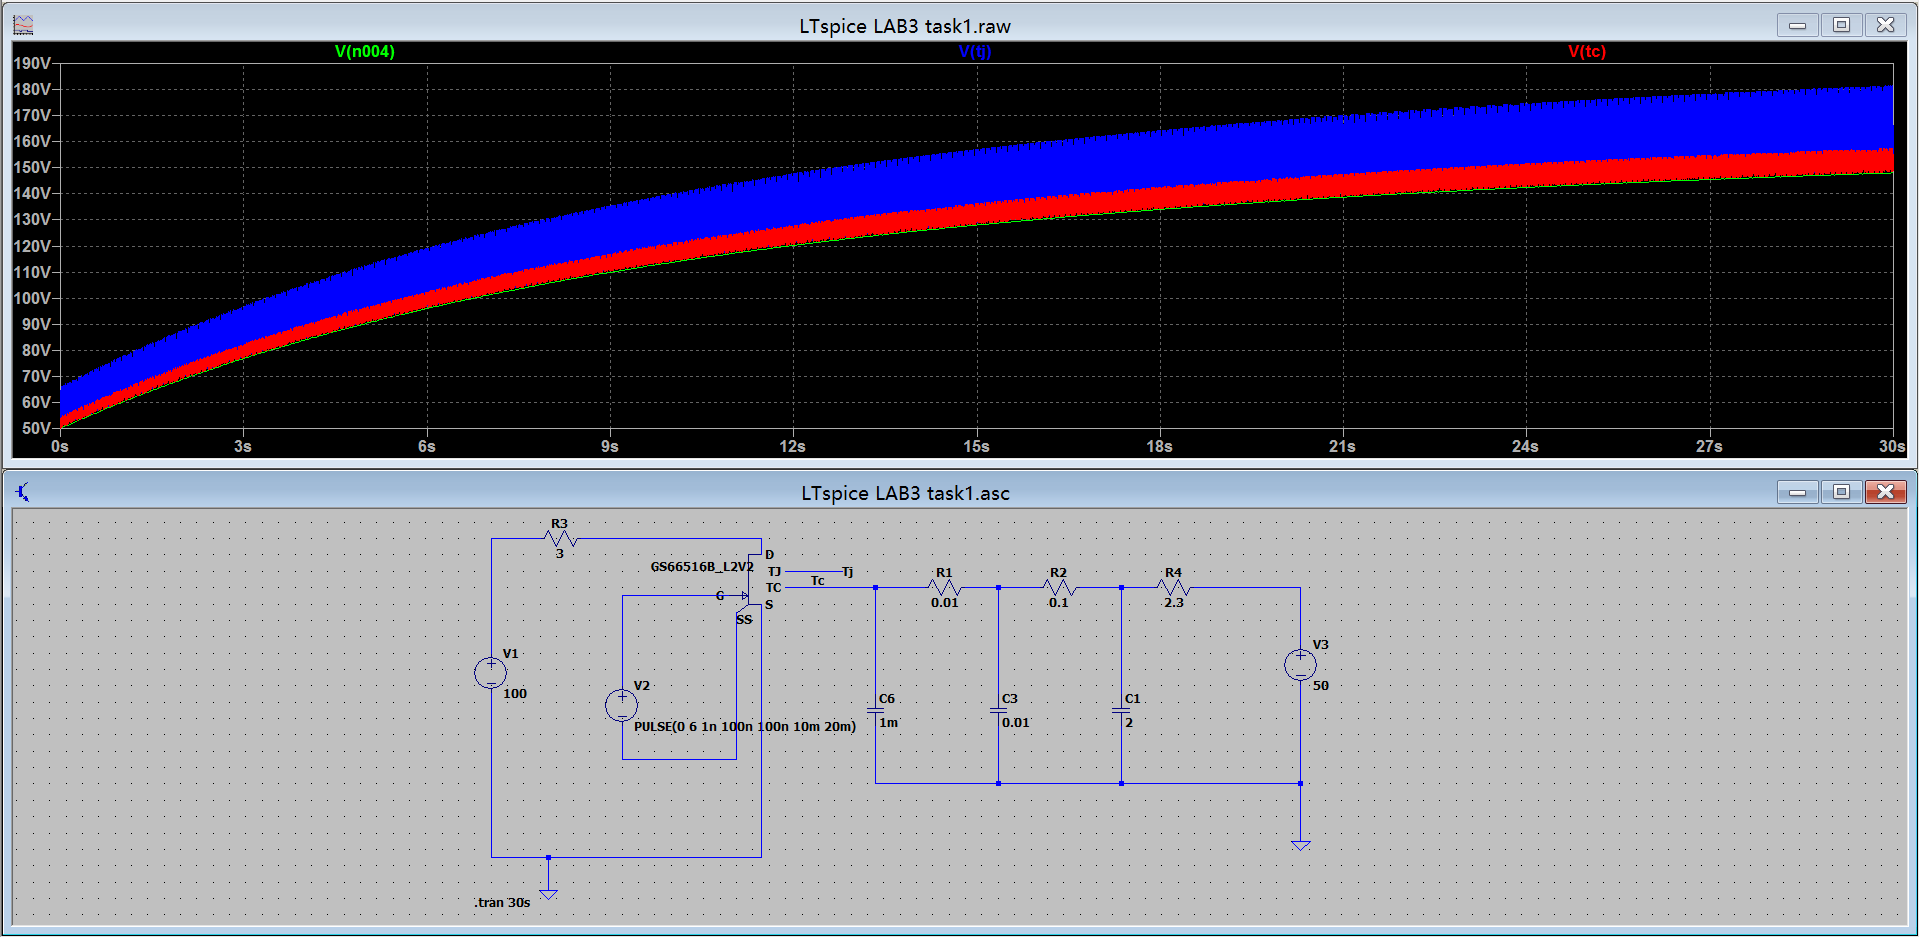 LTspice LAB3 task1.raw
V(n004) V(tj) V(tc)
190V
180V
170V
160V
150V
140V
130V
120V
110V
100V
90V
80V
70V
60V
50V
0s 3s 6s 9s 12s 15s 18s 21s 24s 27s 30s
LTspice LAB3 task1.asc
R3
3
D
GS66516B_L2V2
TJ
Tj
TC
Tc
G
S
SS
R1
0.01
R2
0.1
R4
2.3
V1
100
V2
PULSE(0 6 1n 100n 100n 10m 20m)
C6
1m
C3
0.01
C1
2
V3
50
.tran 30s